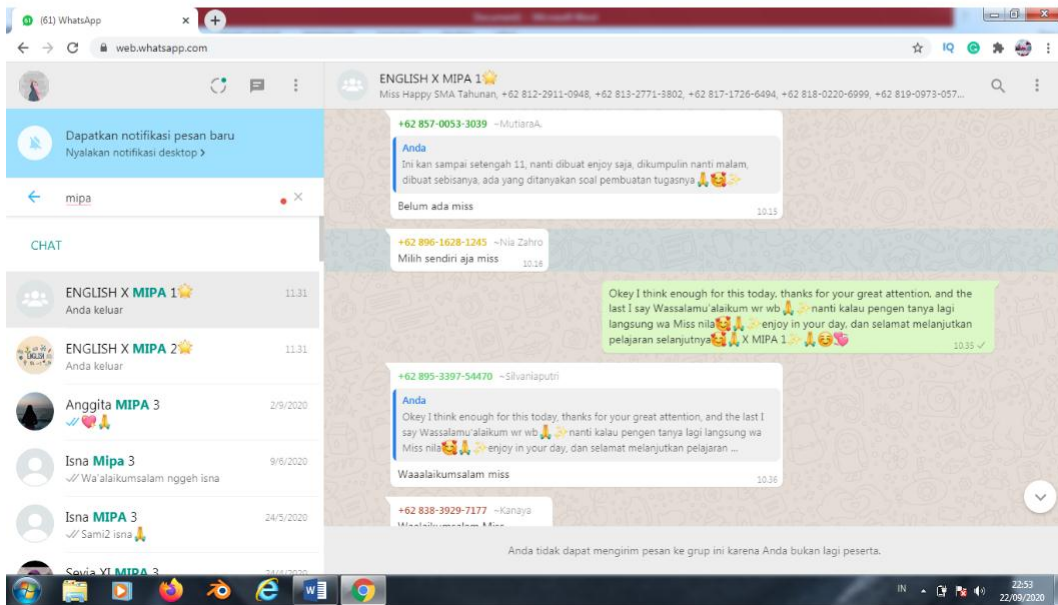 (61) WhatsApp
Document1 - Microsoft Word
web.whatsapp.com
IQ
Dapatkan notifikasi pesan baru
Nyalakan notifikasi desktop >
mipa
CHAT
ENGLISH X MIPA 1
11.31
Anda keluar
ENGLISH X MIPA 2
11.31
Anda keluar
Anggita MIPA 3
2/9/2020
Isna Mipa 3
9/6/2020
Wa'alaikumsalam nggeh isna
Isna MIPA 3
24/5/2020
Sami2 isna
Sevia XI MIPA 3
ENGLISH X MIPA 1
Miss Happy SMA Tahunan, +62 812-2911-0948, +62 813-2771-3802, +62 817-1726-6494, +62 818-0220-6999, +62 819-0973-057...
+62 857-0053-3039 ~MutiaraA.
Anda
Ini kan sampai setengah 11, nanti dibuat enjoy saja, dikumpulin nanti malam,
dibuat sebisanya, ada yang ditanyakan soal pembuatan tugasnya
Belum ada miss
10.15
+62 896-1628-1245 ~Nia Zahro
Milih sendiri aja miss
10.16
Okey I think enough for this today, thanks for your great attention, and the
last I say Wassalamu'alaikum wr wb nanti kalau pengen tanya lagi
langsung wa Miss nila enjoy in your day, dan selamat melanjutkan
pelajaran selanjutnya X MIPA 1
10.35
+62 895-3397-54470 ~Silvaniaputri
Anda
Okey I think enough for this today, thanks for your great attention, and the last I
say Wassalamu'alaikum wr wb nanti kalau pengen tanya lagi langsung wa
Miss nila enjoy in your day, dan selamat melanjutkan pelajaran ...
Waaalaikumsalam miss
10.36
+62 838-3929-7177 ~Kanaya
Anda tidak dapat mengirim pesan ke grup ini karena Anda bukan lagi peserta.
IN
22:53
22/09/2020